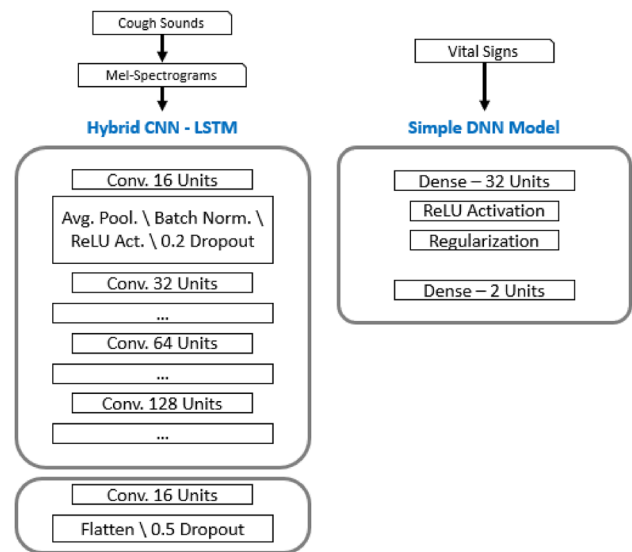 Cough Sounds
Mel-Spectrograms
Hybrid CNN - LSTM
Conv. 16 Units
Avg. Pool. \ Batch Norm. \
ReLU Act. \ 0.2 Dropout
Conv. 32 Units
...
Conv. 64 Units
...
Conv. 128 Units
...
Conv. 16 Units
Flatten \ 0.5 Dropout
Vital Signs
Simple DNN Model
Dense – 32 Units
ReLU Activation
Regularization
Dense – 2 Units